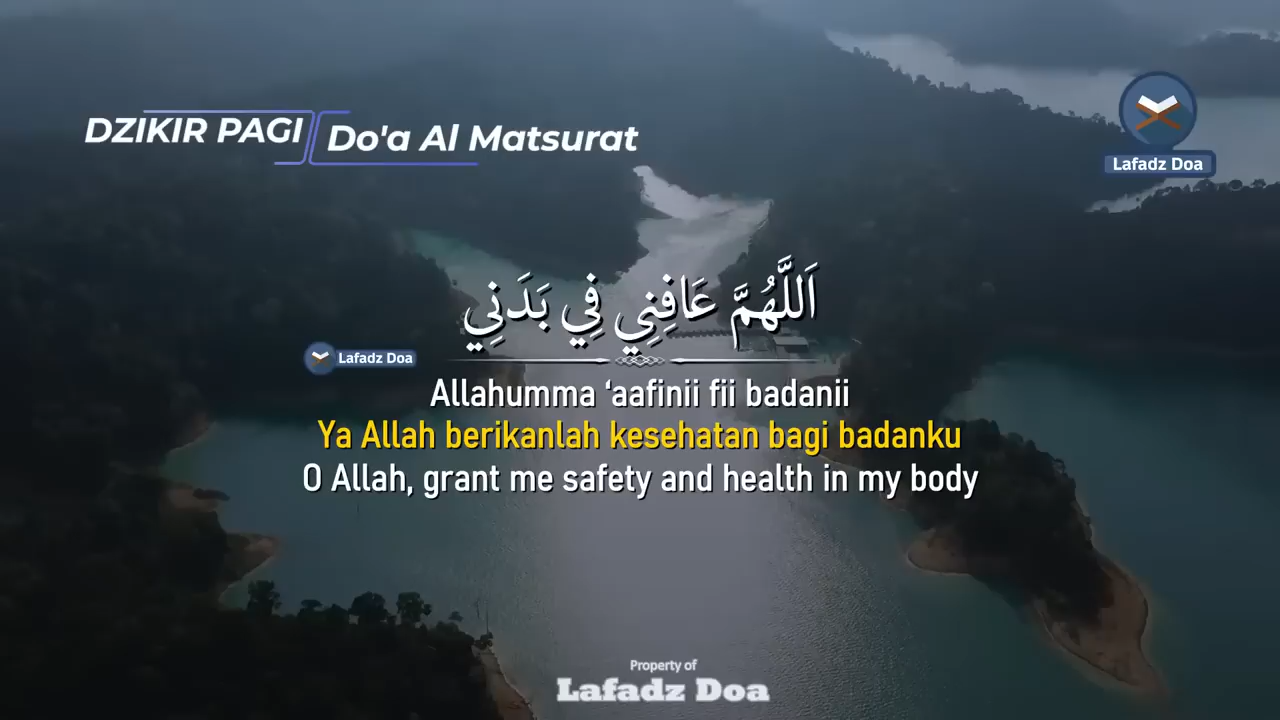 DZIKIR PAGI
Do'a Al Matsurat
Lafadz Doa
اَللَّهُمَّ عَافِنِي فِي بَدَنِي
Lafadz Doa
Allahumma ‘aafinii fii badanii
Ya Allah berikanlah kesehatan bagi badanku
O Allah, grant me safety and health in my body
Property of
Lafadz Doa